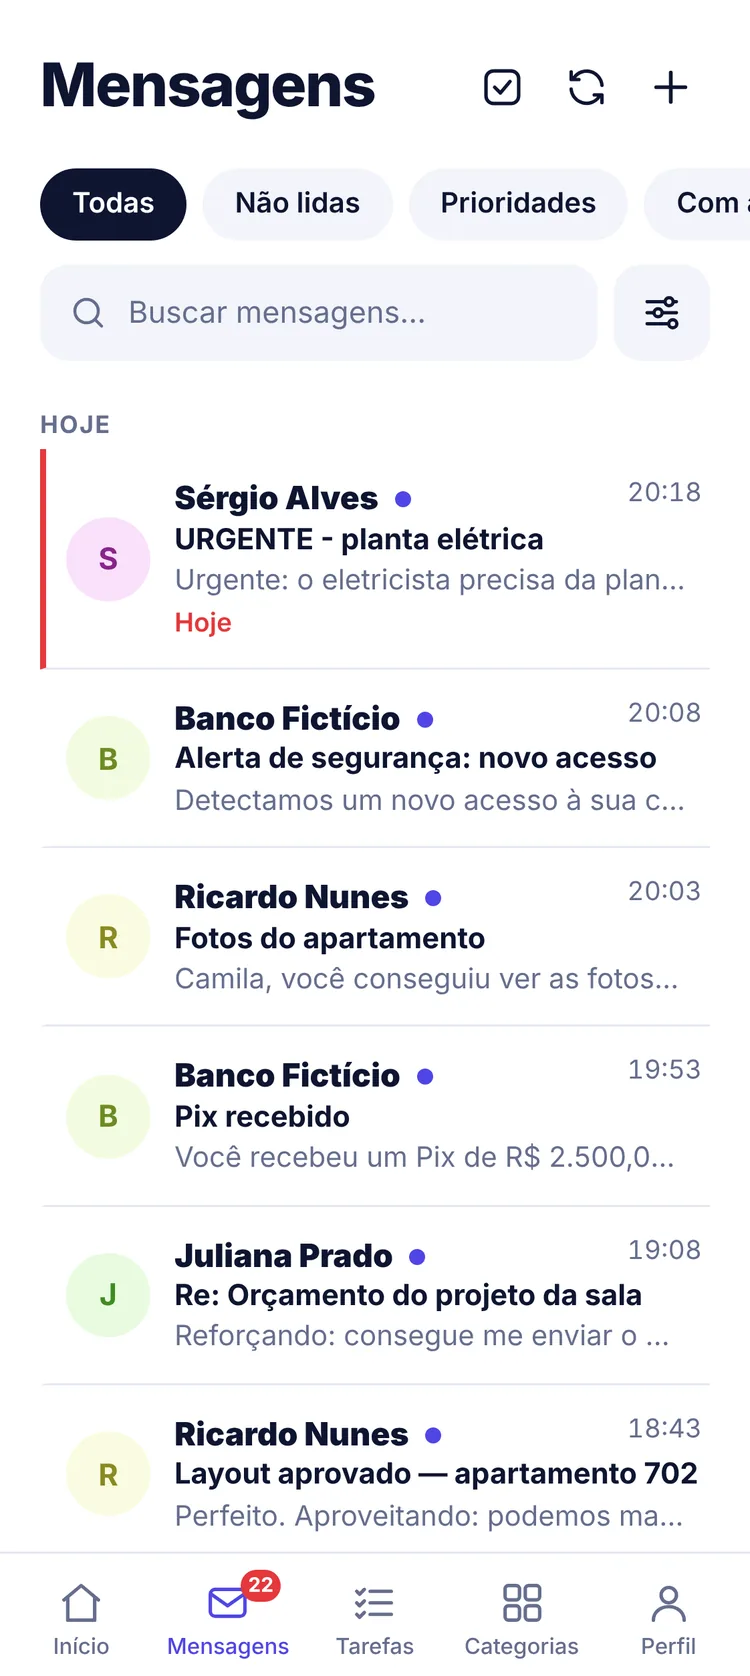 Mensagens
Todas
Não lidas
Prioridades
Com
Buscar mensagens...
HOJE
S
Sérgio Alves
20:18
URGENTE - planta elétrica
Urgente: o eletricista precisa da plan...
Hoje
B
Banco Fictício
20:08
Alerta de segurança: novo acesso
Detectamos um novo acesso à sua c...
R
Ricardo Nunes
20:03
Fotos do apartamento
Camila, você conseguiu ver as fotos...
B
Banco Fictício
19:53
Pix recebido
Você recebeu um Pix de R$ 2.500,0...
J
Juliana Prado
19:08
Re: Orçamento do projeto da sala
Reforçando: consegue me enviar o ...
R
Ricardo Nunes
18:43
Layout aprovado — apartamento 702
Perfeito. Aproveitando: podemos ma...
22
Início
Mensagens
Tarefas
Categorias
Perfil